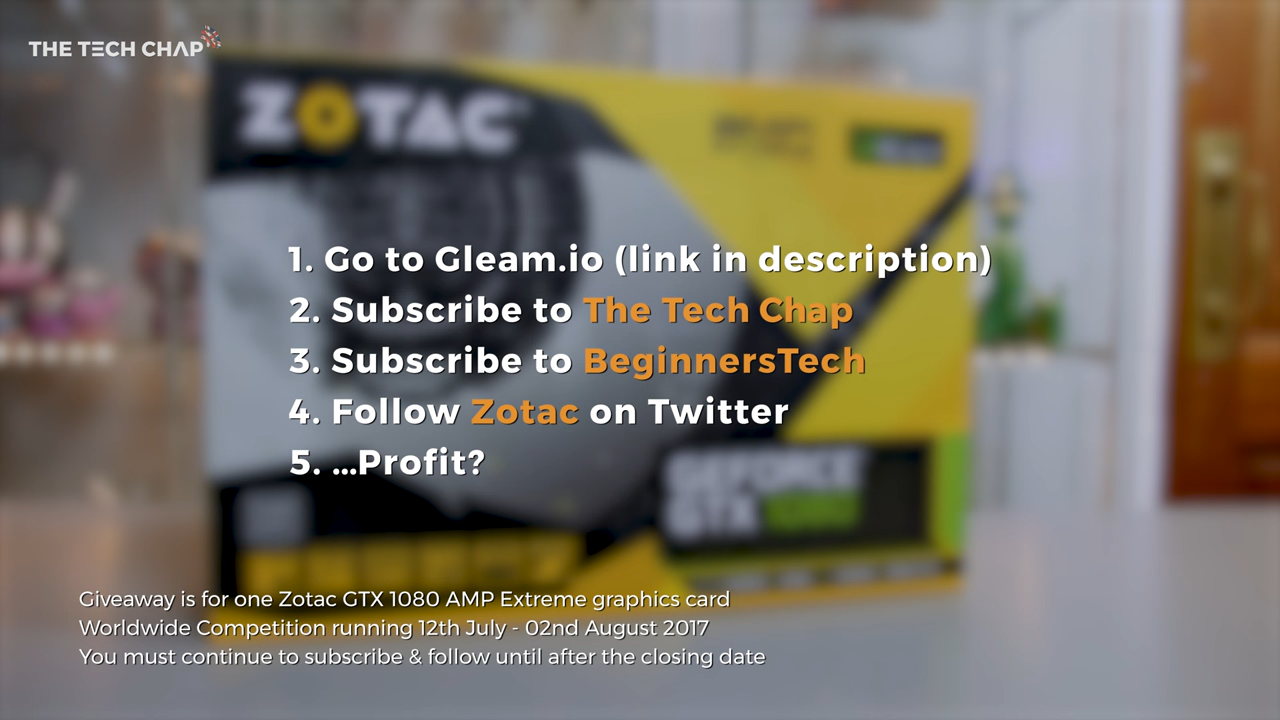 THE TECH CHAP
ZOTAC
1. Go to Gleam.io (link in description)
2. Subscribe to The Tech Chap
3. Subscribe to BeginnersTech
4. Follow Zotac on Twitter
5. ...Profit?
GEFORCE
GTX 1080
Giveaway is for one Zotac GTX 1080 AMP Extreme graphics card
Worldwide Competition running 12th July - 02nd August 2017
You must continue to subscribe & follow until after the closing date